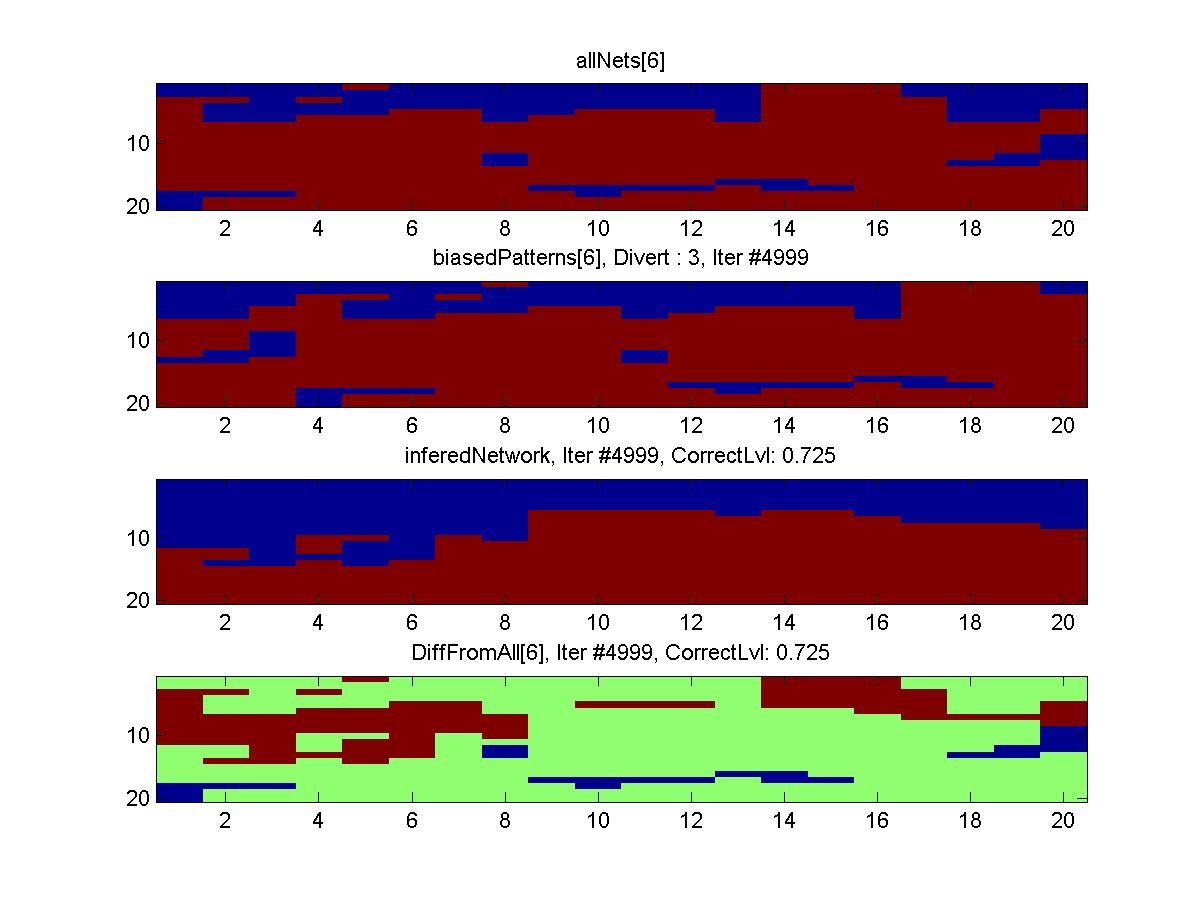 allNets[6]
10
20
2 4 6 8 10 12 14 16 18 20
biasedPatterns[6], Divert : 3, Iter #4999
10
20
2 4 6 8 10 12 14 16 18 20
inferedNetwork, Iter #4999, CorrectLvl: 0.725
10
20
2 4 6 8 10 12 14 16 18 20
DiffFromAll[6], Iter #4999, CorrectLvl: 0.725
10
20
2 4 6 8 10 12 14 16 18 20